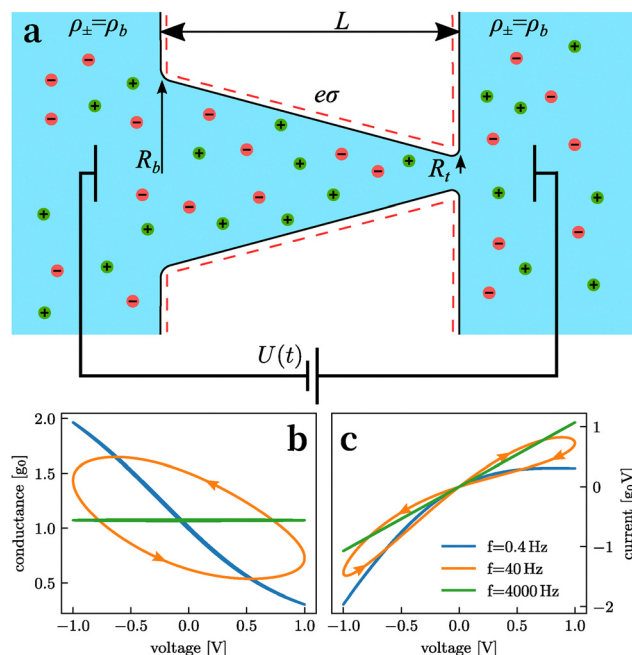 a
ρ±=ρb
L
ρ±=ρb
eσ
Rb
Rt
U(t)
b
conductance [g₀]
2.0
1.5
1.0
0.5
−1.0 −0.5 0.0 0.5 1.0
voltage [V]
c
f=0.4 Hz
f=40 Hz
f=4000 Hz
1
0
−1
−2
current [g₀V]
−1.0 −0.5 0.0 0.5 1.0
voltage [V]